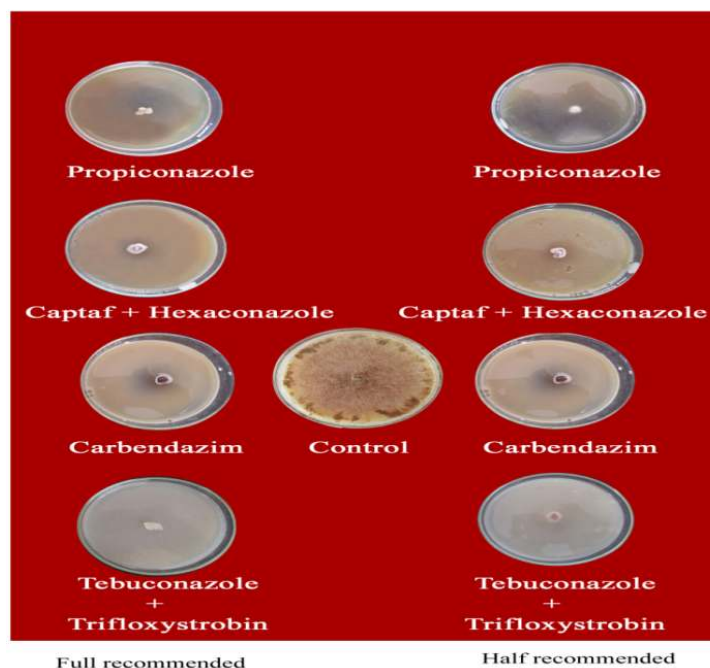 Propiconazole Propiconazole
Captaf + Hexaconazole Captaf + Hexaconazole
Carbendazim Control Carbendazim
Tebuconazole Tebuconazole
+ +
Trifloxystrobin Trifloxystrobin
Full recommended Half recommended